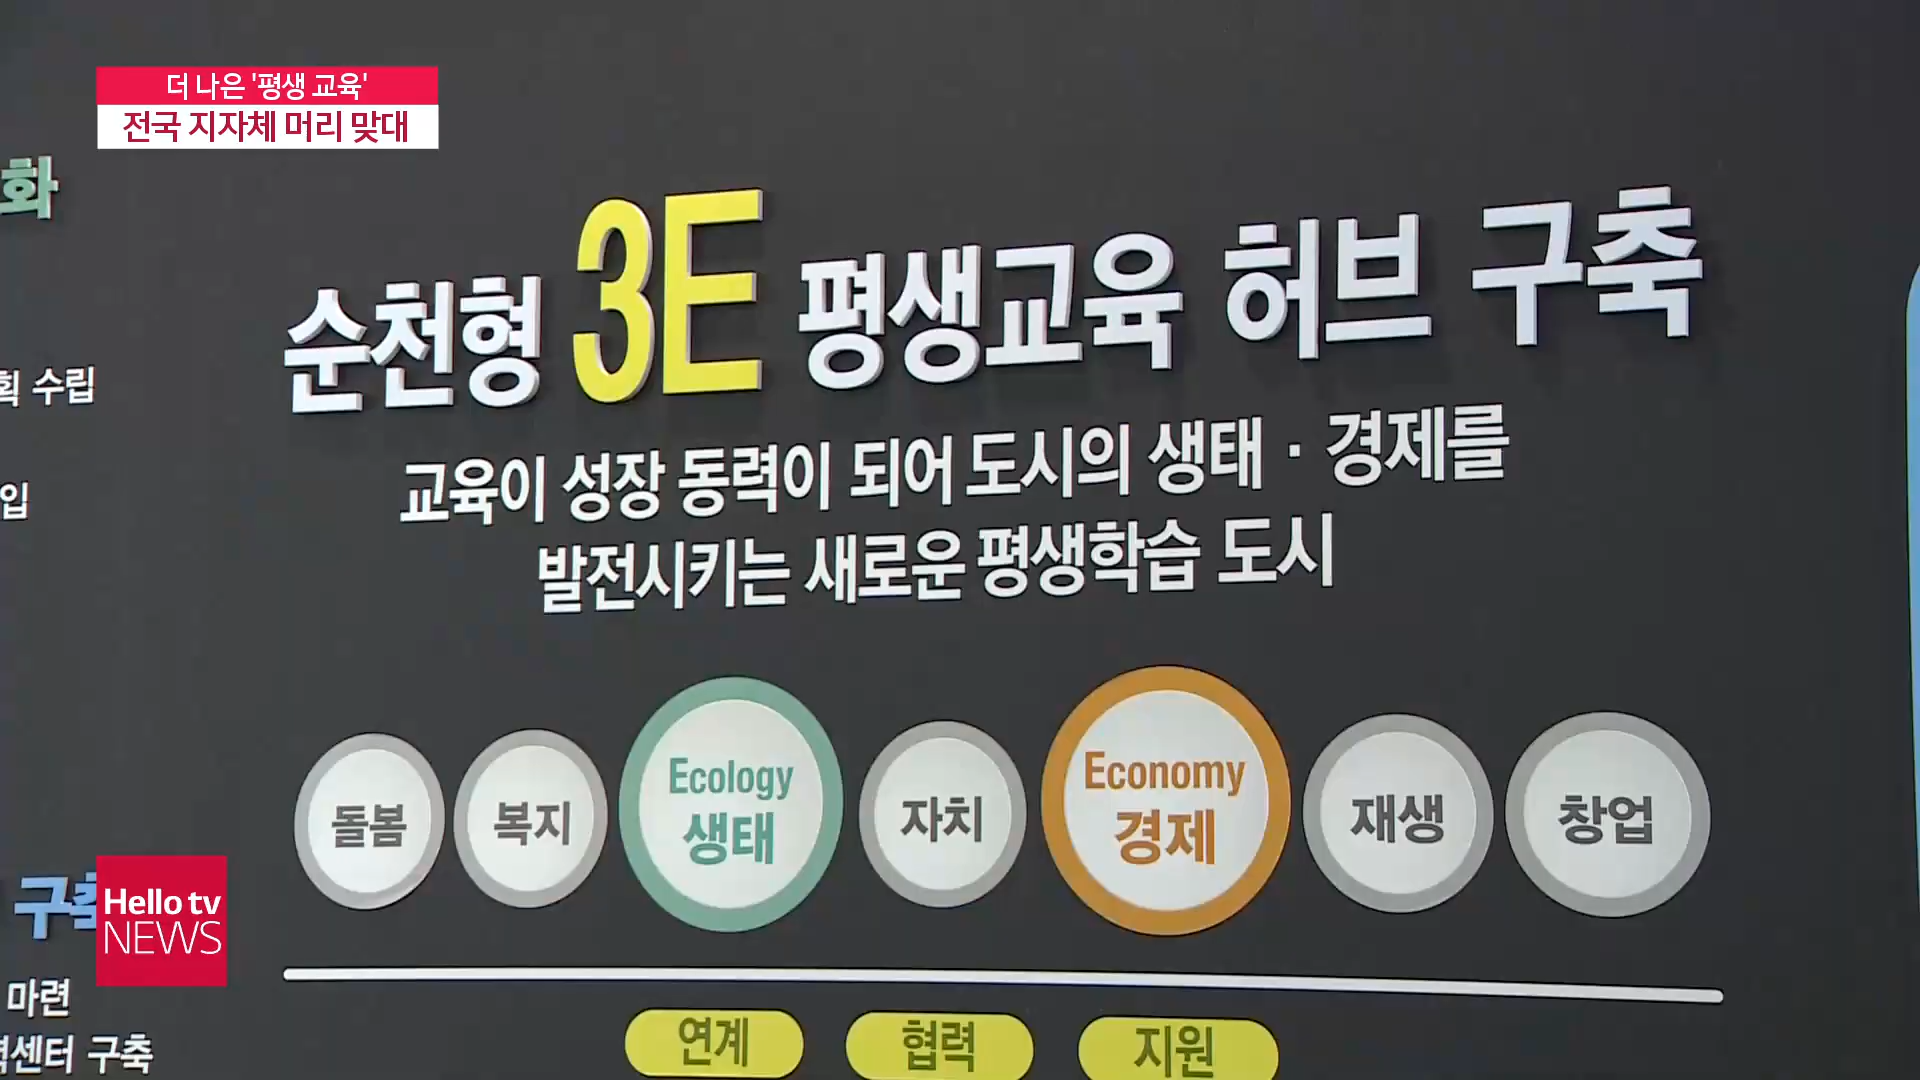 더 나은 '평생 교육'
전국 지자체 머리 맞대
화
순천형 3E 평생교육 허브 구축
획 수립
교육이 성장 동력이 되어 도시의 생태 · 경제를
입
발전시키는 새로운 평생학습 도시
돌봄
복지
Ecology
생태
자치
Economy
경제
재생
창업
구축
Hello tv
NEWS
마련
센터 구축
연계
협력
지원